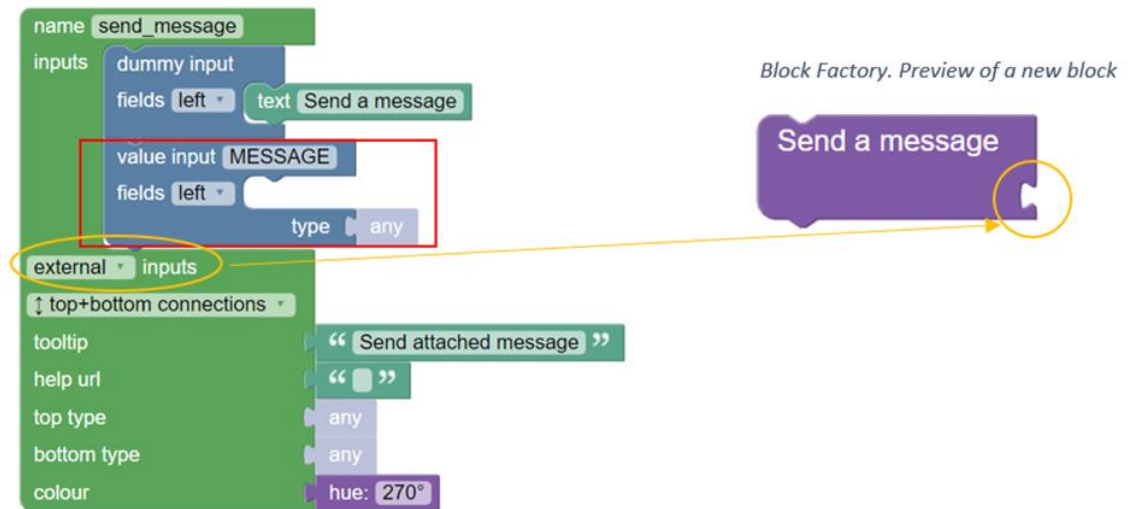 name send_message
inputs dummy input
fields left text Send a message
value input MESSAGE
fields left
type any
external inputs
↕ top+bottom connections
tooltip “ Send attached message ”
help url “ ”
top type any
bottom type any
colour hue: 270°
Block Factory. Preview of a new block
Send a message